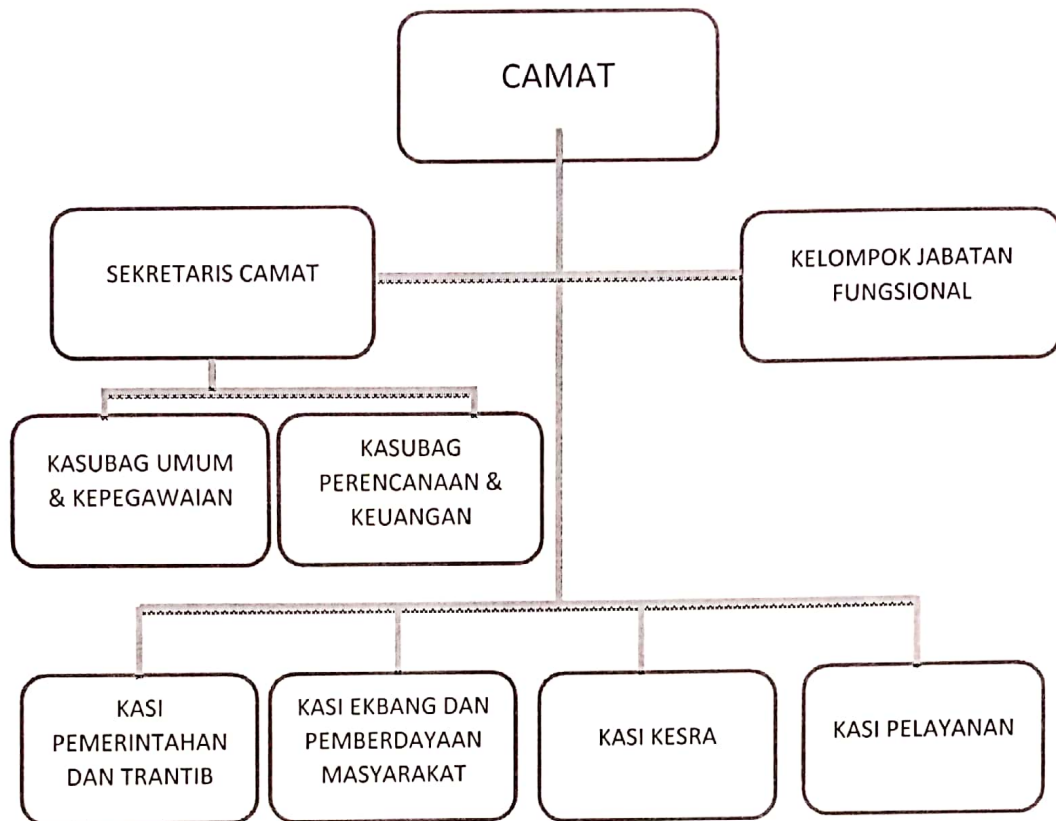 CAMAT
SEKRETARIS CAMAT
KELOMPOK JABATAN
FUNGSIONAL
KASUBAG UMUM
& KEPEGAWAIAN
KASUBAG
PERENCANAAN &
KEUANGAN
KASI
PEMERINTAHAN
DAN TRANTIB
KASI EKBANG DAN
PEMBERDAYAAN
MASYARAKAT
KASI KESRA
KASI PELAYANAN